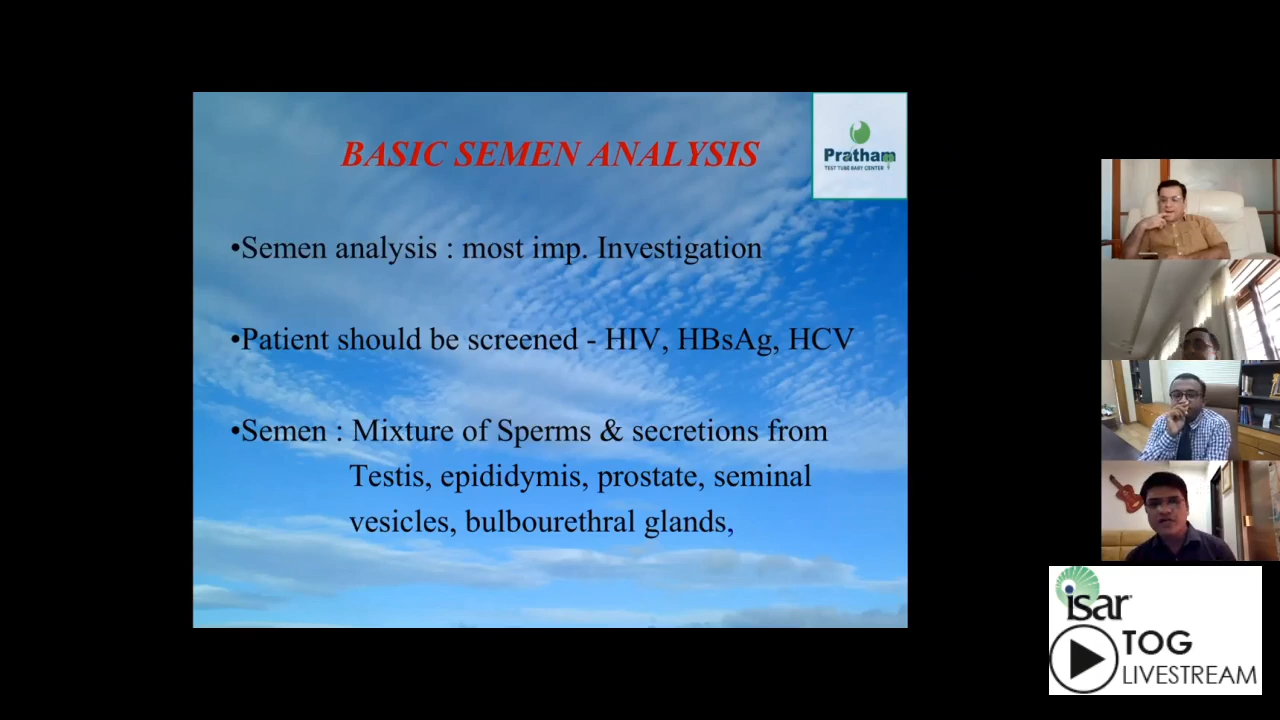 BASIC SEMEN ANALYSIS
Pratham
TEST TUBE BABY CENTER
•Semen analysis : most imp. Investigation
•Patient should be screened - HIV, HBsAg, HCV
•Semen : Mixture of Sperms & secretions from
Testis, epididymis, prostate, seminal
vesicles, bulbourethral glands,
isar
TOG
LIVESTREAM